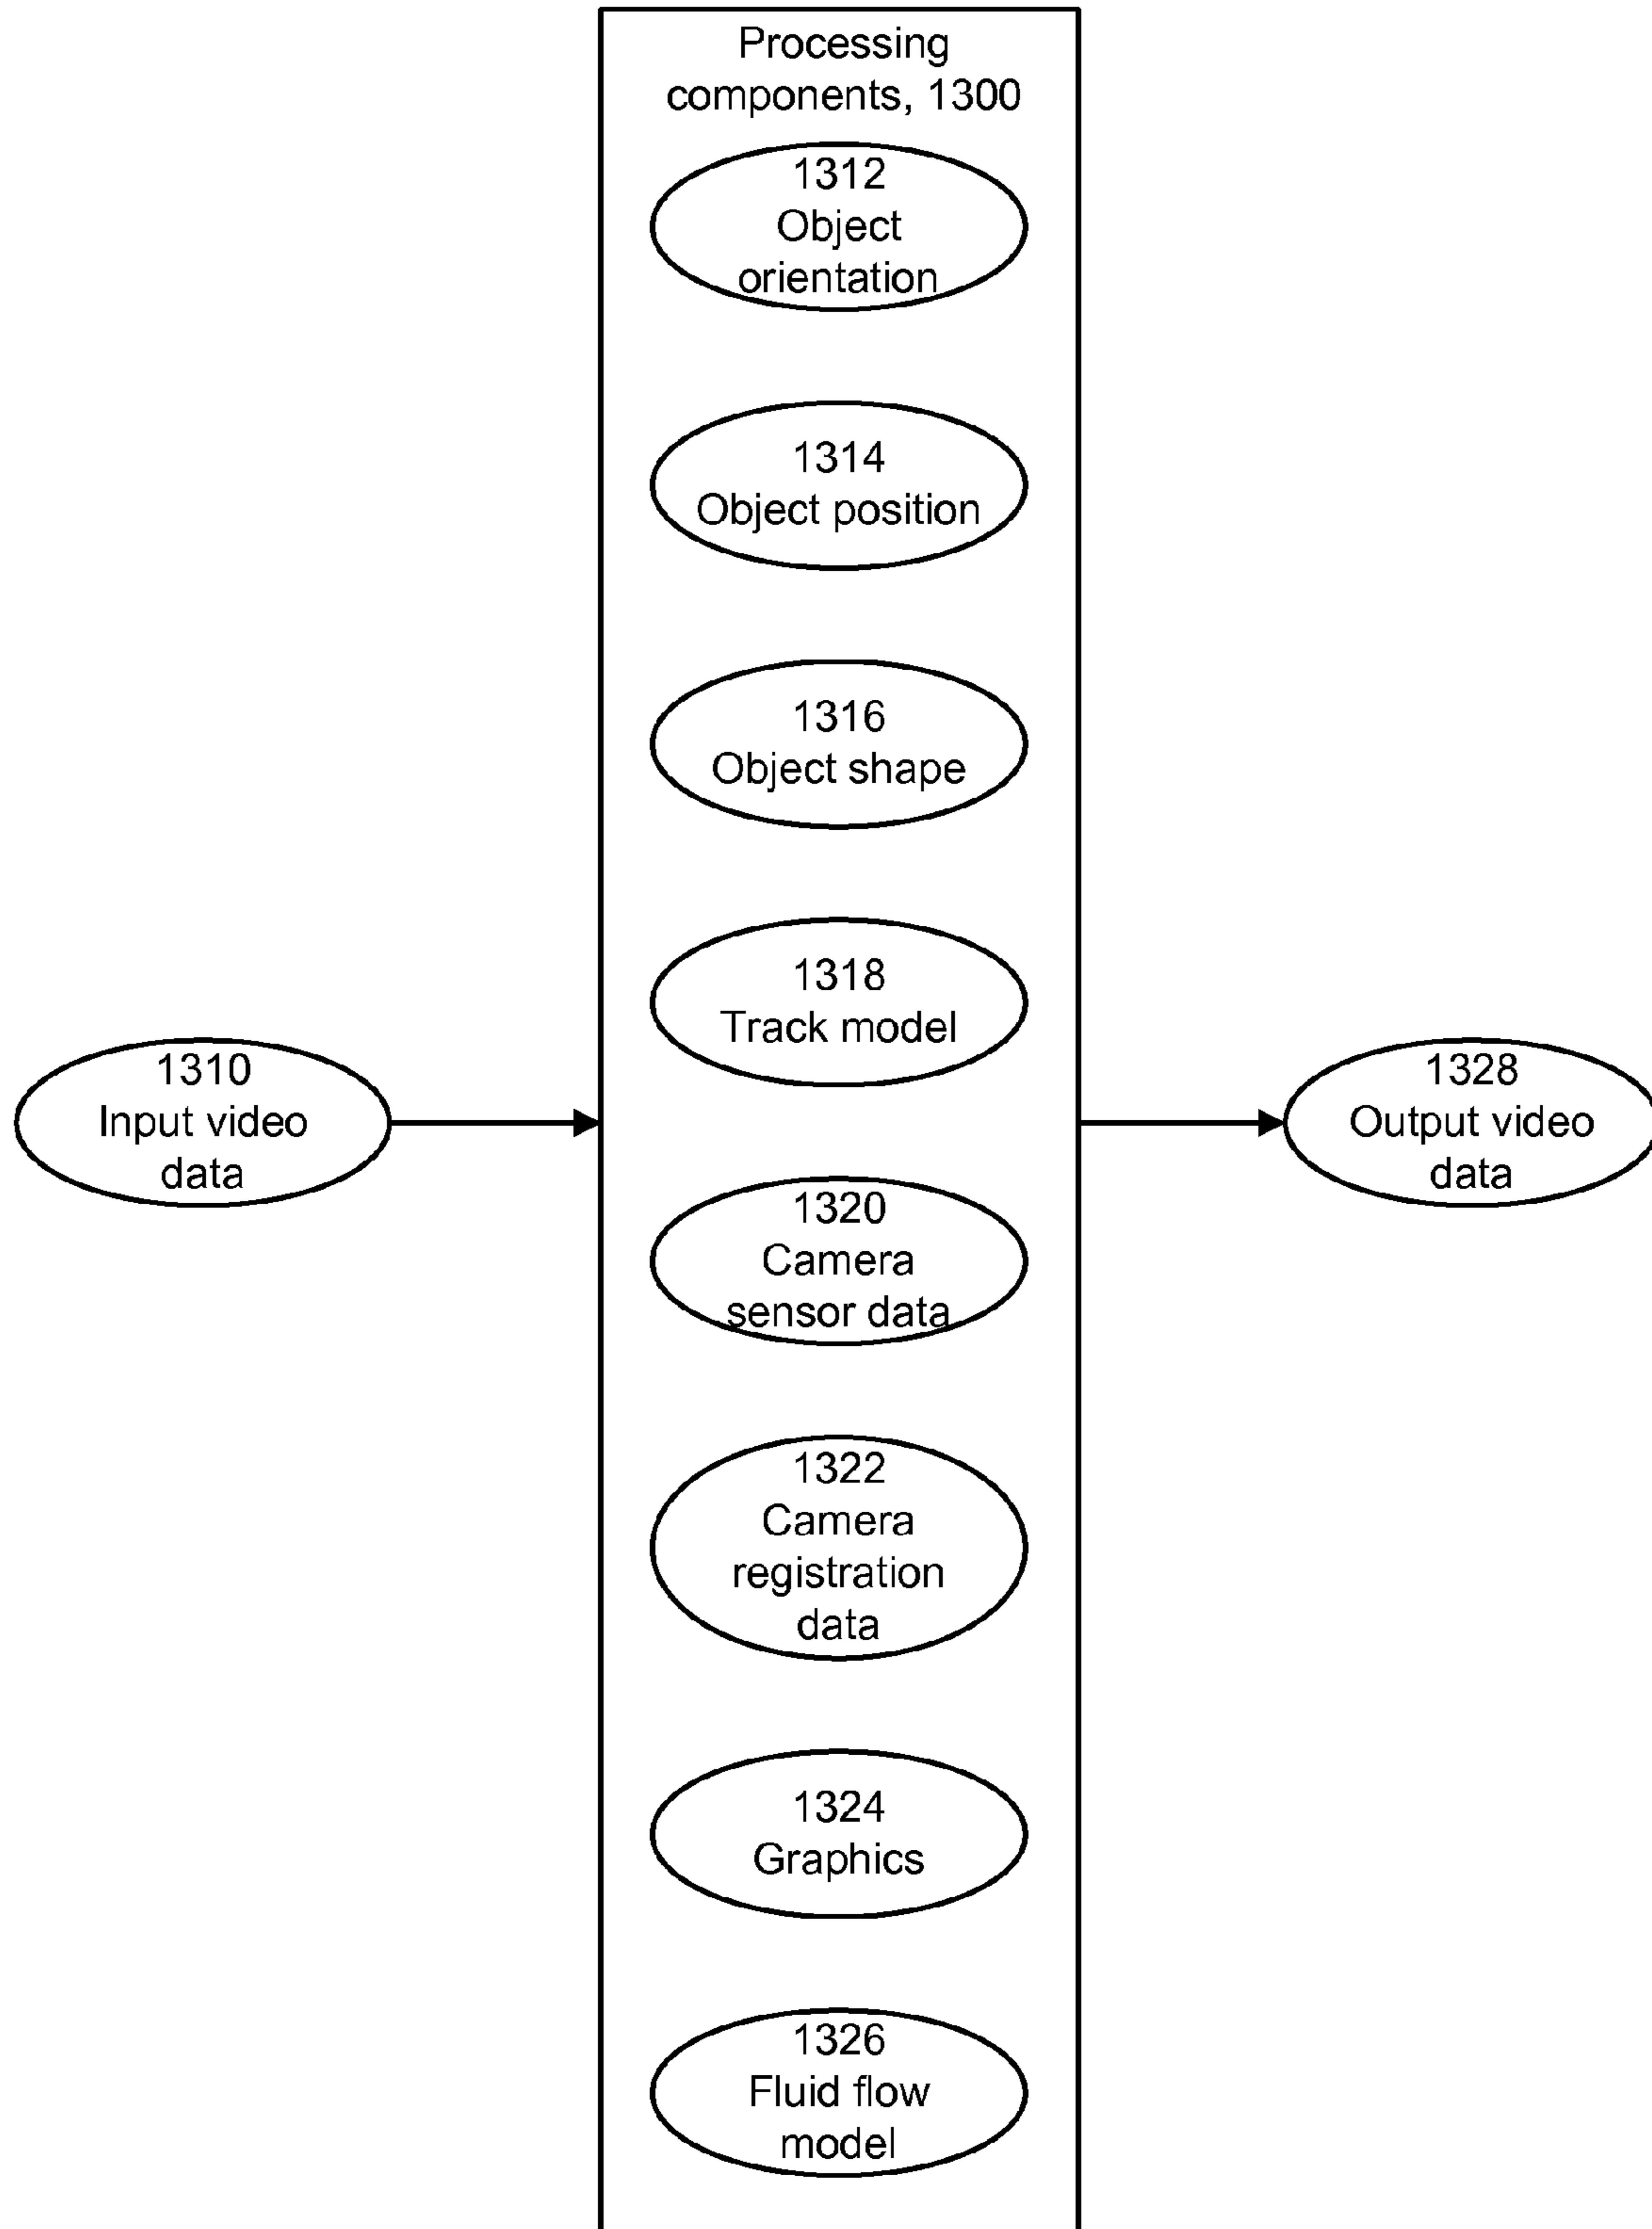 Processing
components, 1300
1312
Object
orientation
1314
Object position
1316
Object shape
1318
Track model
1310
Input video
data
1328
Output video
data
1320
Camera
sensor data
1322
Camera
registration
data
1324
Graphics
1326
Fluid flow
model